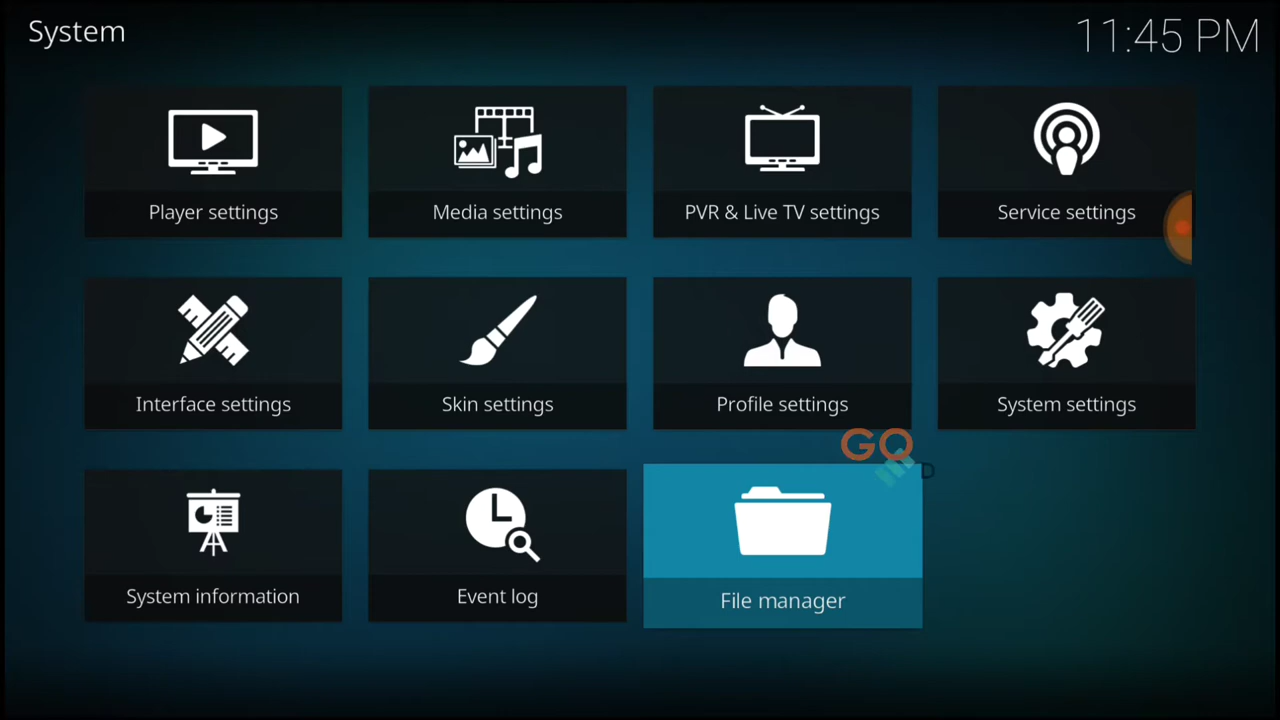 System
11:45 PM
Player settings
Media settings
PVR & Live TV settings
Service settings
Interface settings
Skin settings
Profile settings
System settings
GQ
D
System information
Event log
File manager